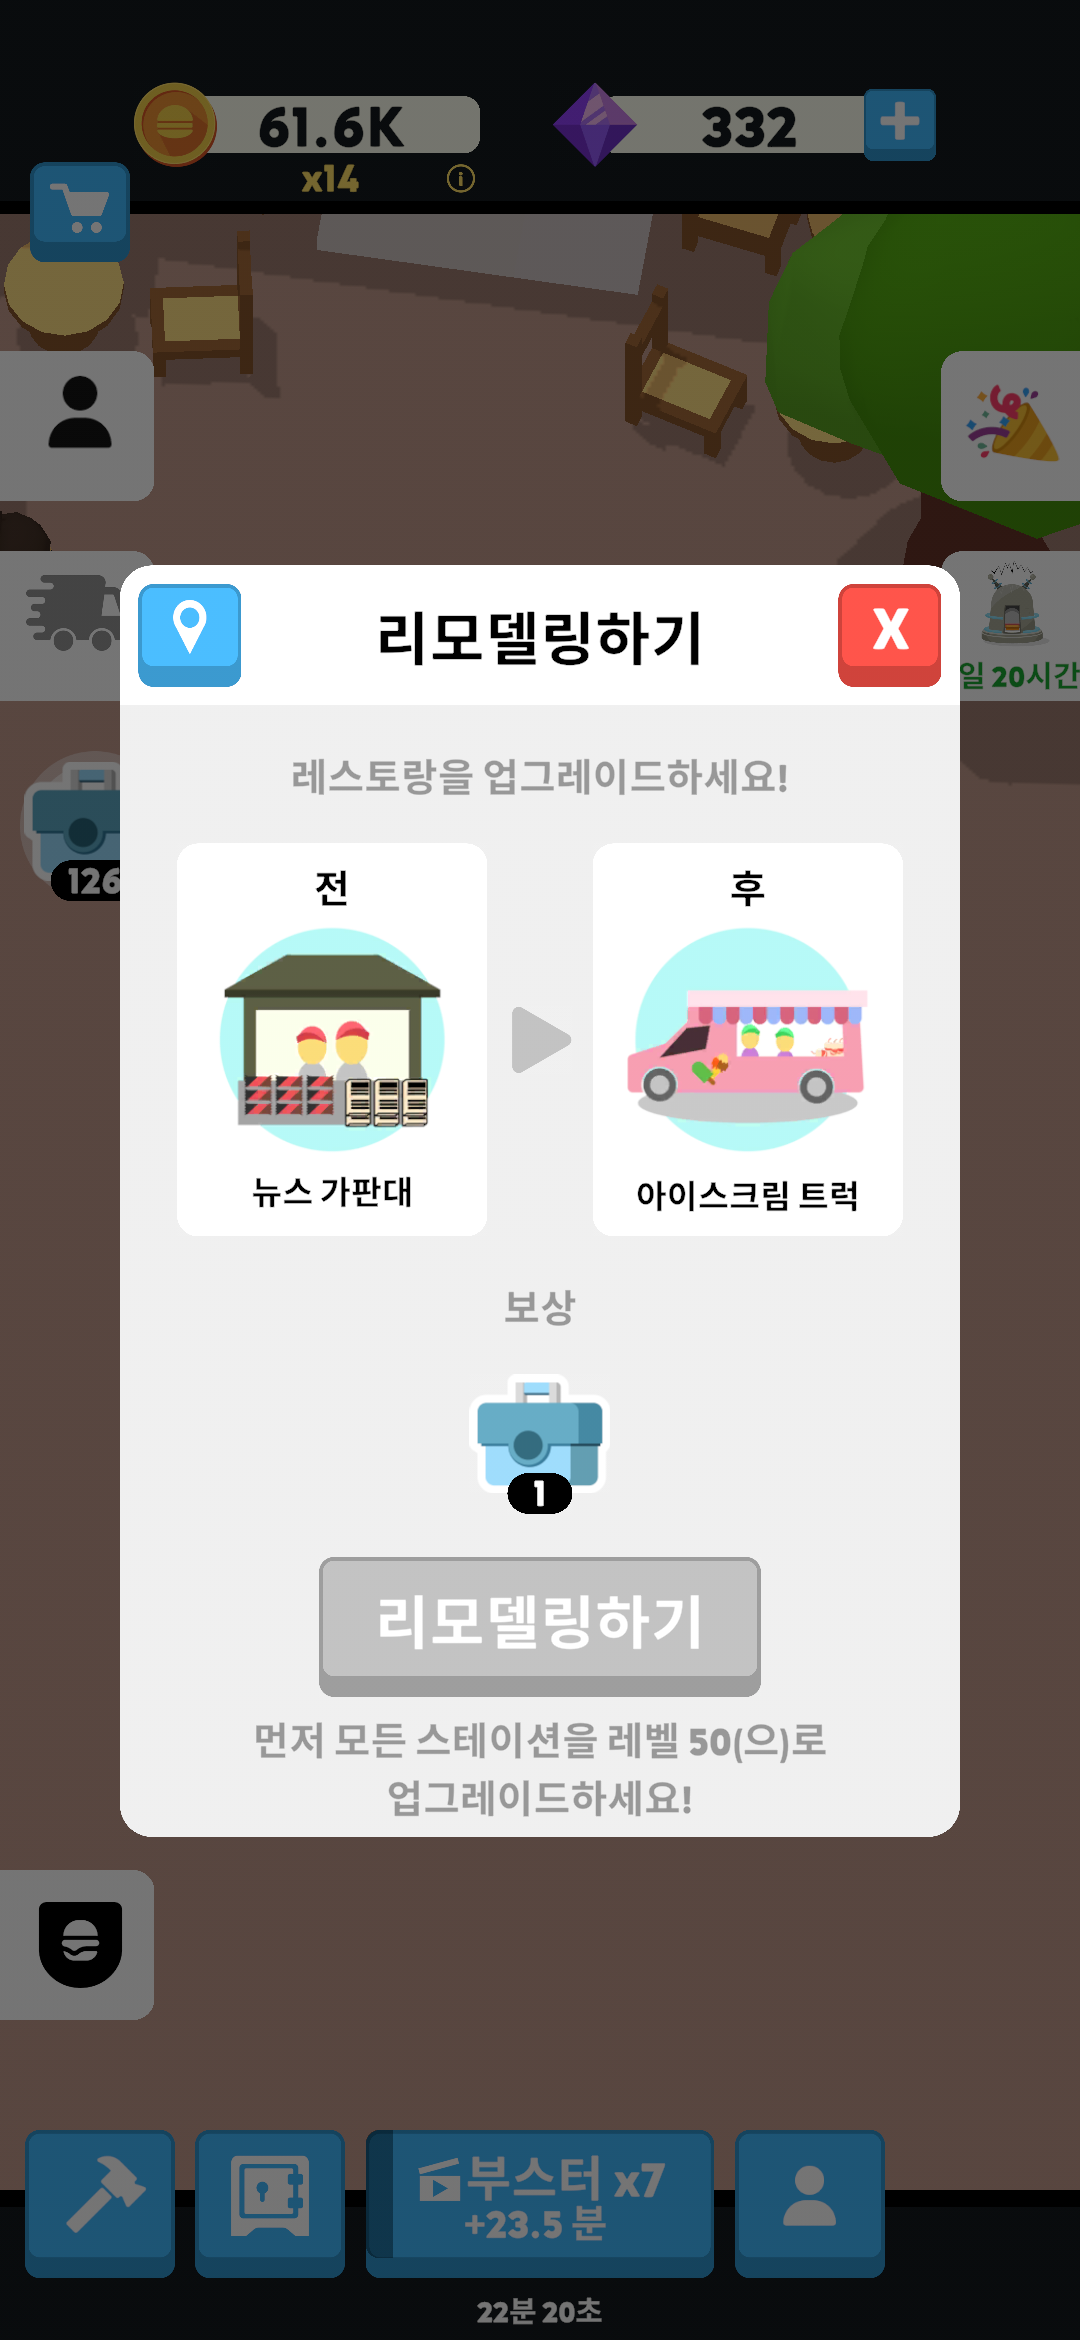 61.6K
332
x14
일 20시간
126
리모델링하기
X
레스토랑을 업그레이드하세요!
전
후
뉴스 가판대
아이스크림 트럭
보상
1
리모델링하기
먼저 모든 스테이션을 레벨 50(으)로
업그레이드하세요!
부스터 x7
+23.5 분
22분 20초